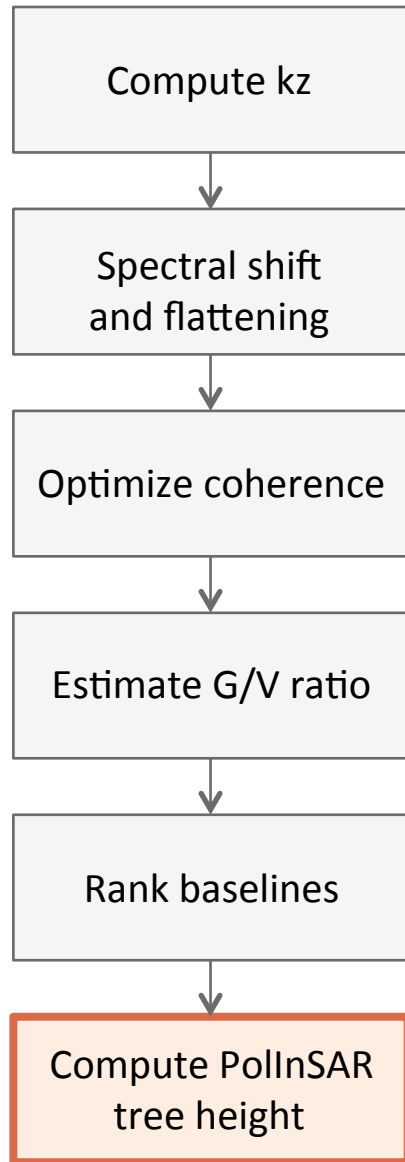 Compute kz
Spectral shift
and flattening
Optimize coherence
Estimate G/V ratio
Rank baselines
Compute PolInSAR
tree height